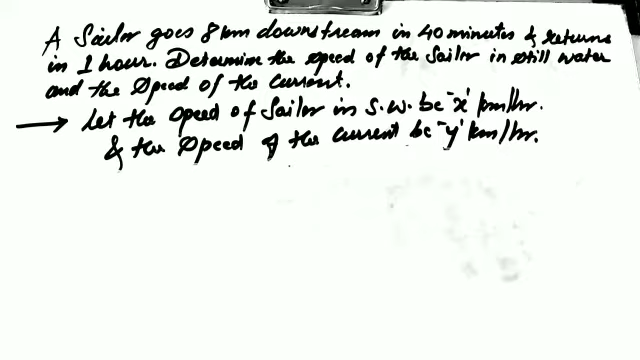 A Sailor goes 8 km downstream in 40 minutes & returns
in 1 hour. Determine the speed of the Sailor in still water
and the speed of the current.
→ Let the speed of Sailor in s.w. be 'x' km/hr.
& the speed of the current be 'y' km/hr.